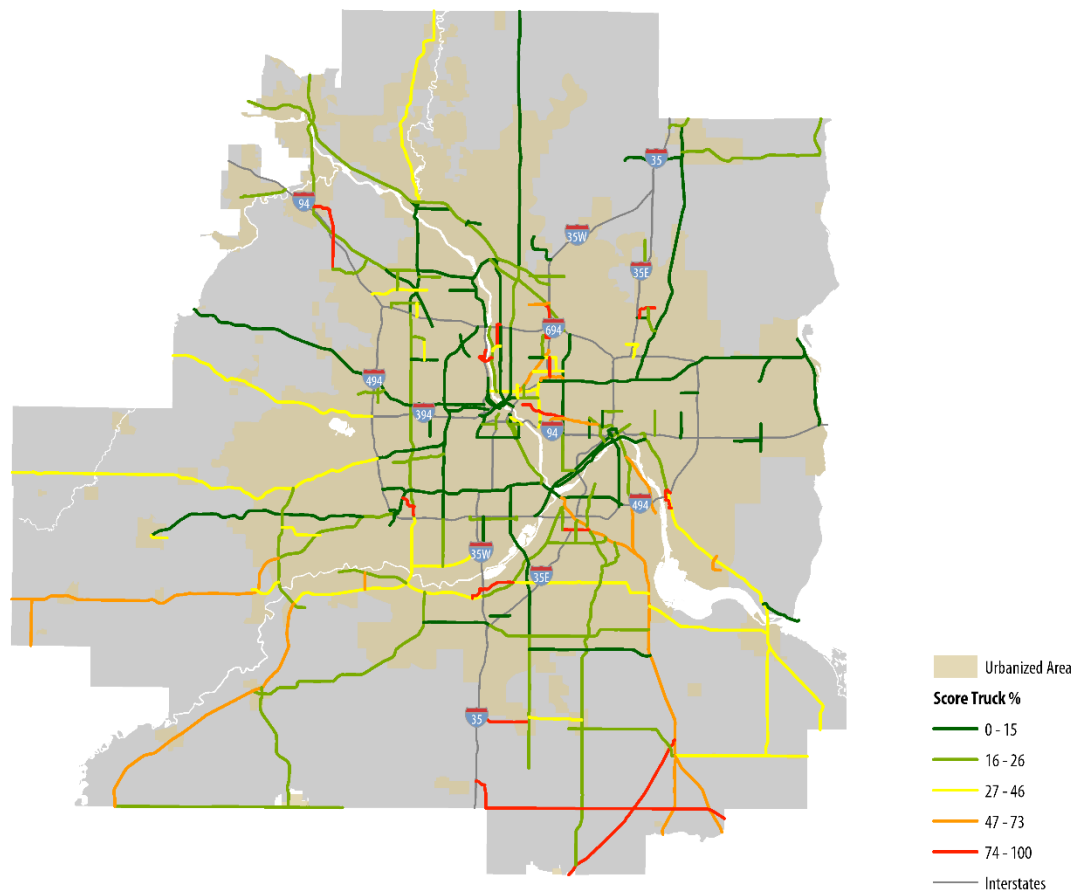 35
94
35W
35E
694
494
394
94
494
35W
35E
35
Urbanized Area
Score Truck %
0 - 15
16 - 26
27 - 46
47 - 73
74 - 100
Interstates